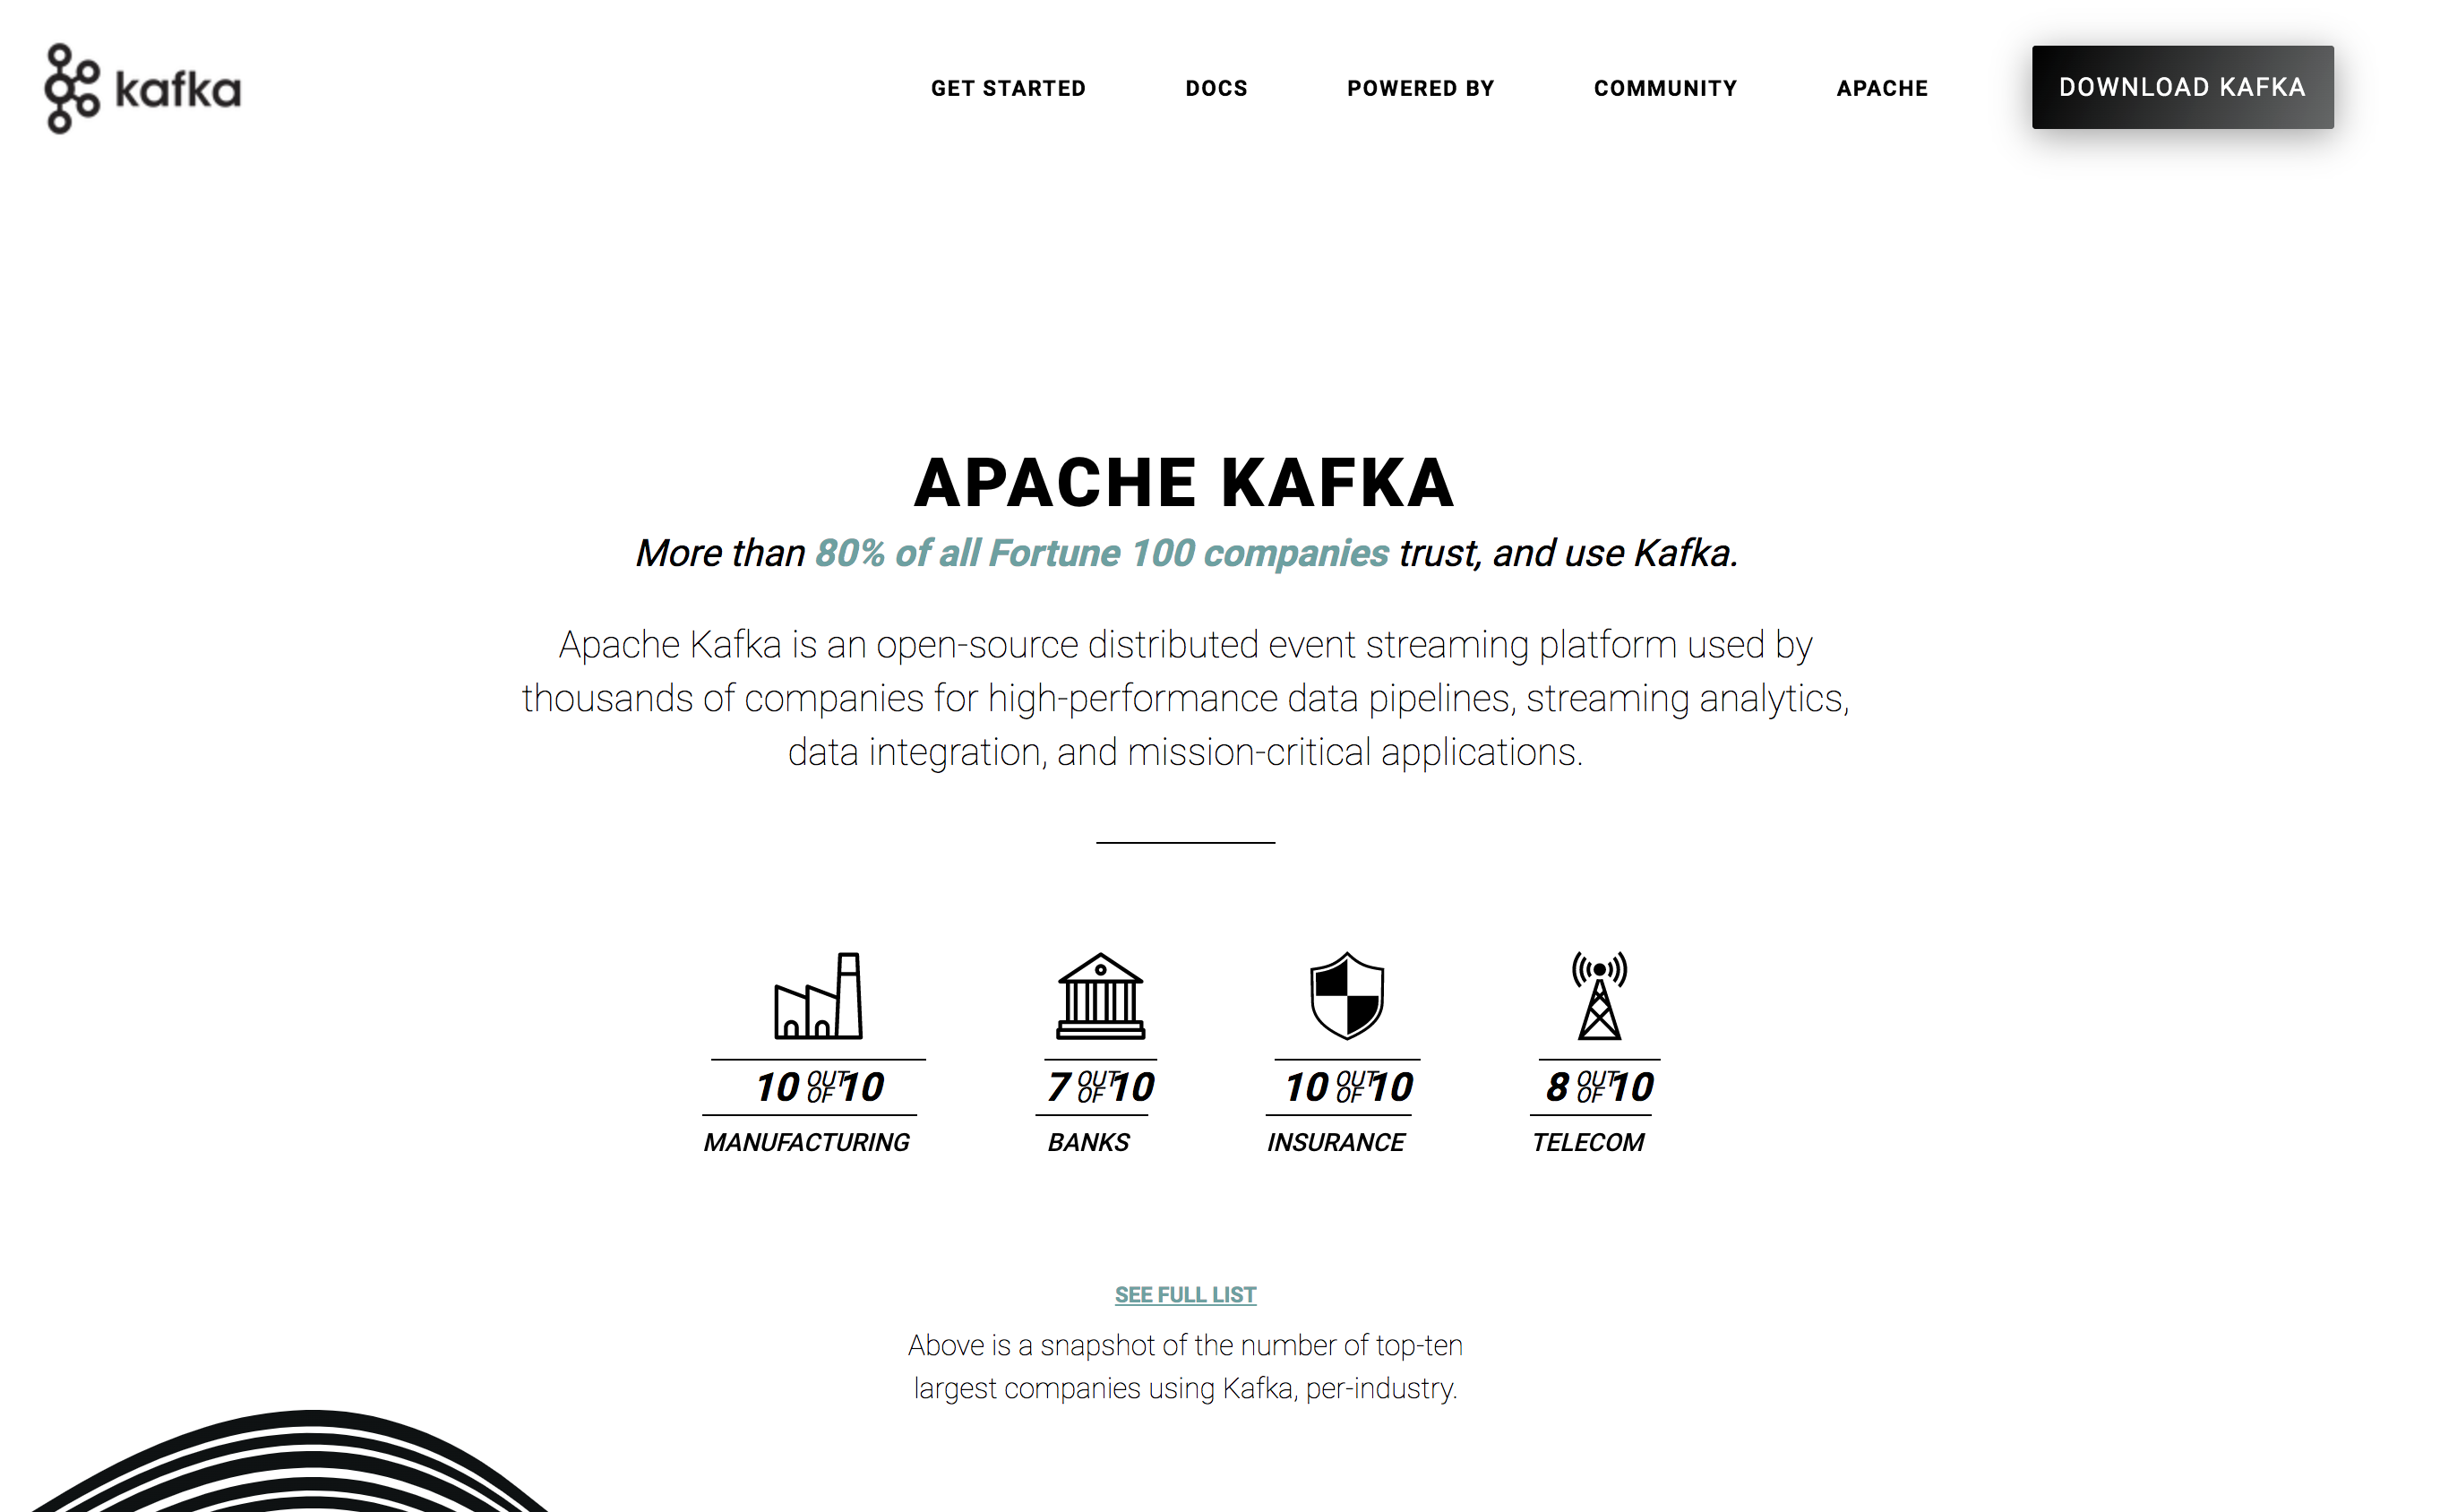 kafka
GET STARTED
DOCS
POWERED BY
COMMUNITY
APACHE
DOWNLOAD KAFKA
APACHE KAFKA
More than 80% of all Fortune 100 companies trust, and use Kafka.
Apache Kafka is an open-source distributed event streaming platform used by
thousands of companies for high-performance data pipelines, streaming analytics,
data integration, and mission-critical applications.
10 OUT OF 10
MANUFACTURING
7 OUT OF 10
BANKS
10 OUT OF 10
INSURANCE
8 OUT OF 10
TELECOM
SEE FULL LIST
Above is a snapshot of the number of top-ten
largest companies using Kafka, per-industry.